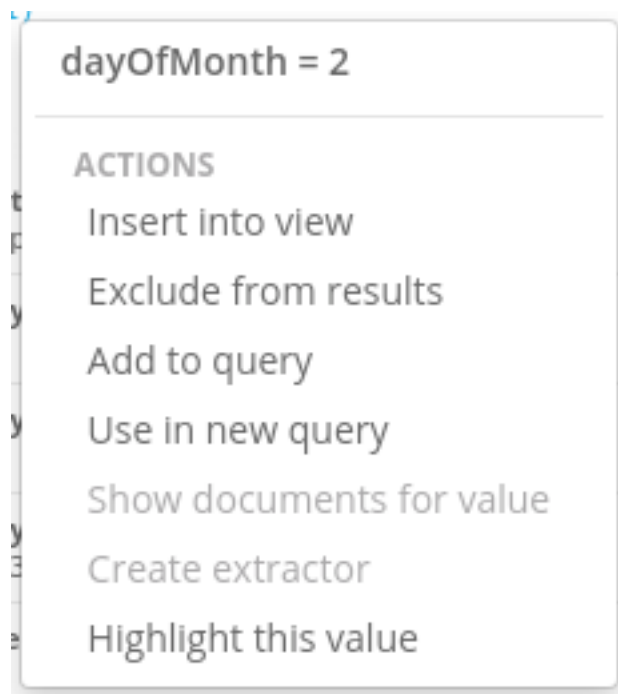 dayOfMonth = 2
ACTIONS
Insert into view
Exclude from results
Add to query
Use in new query
Show documents for value
Create extractor
Highlight this value